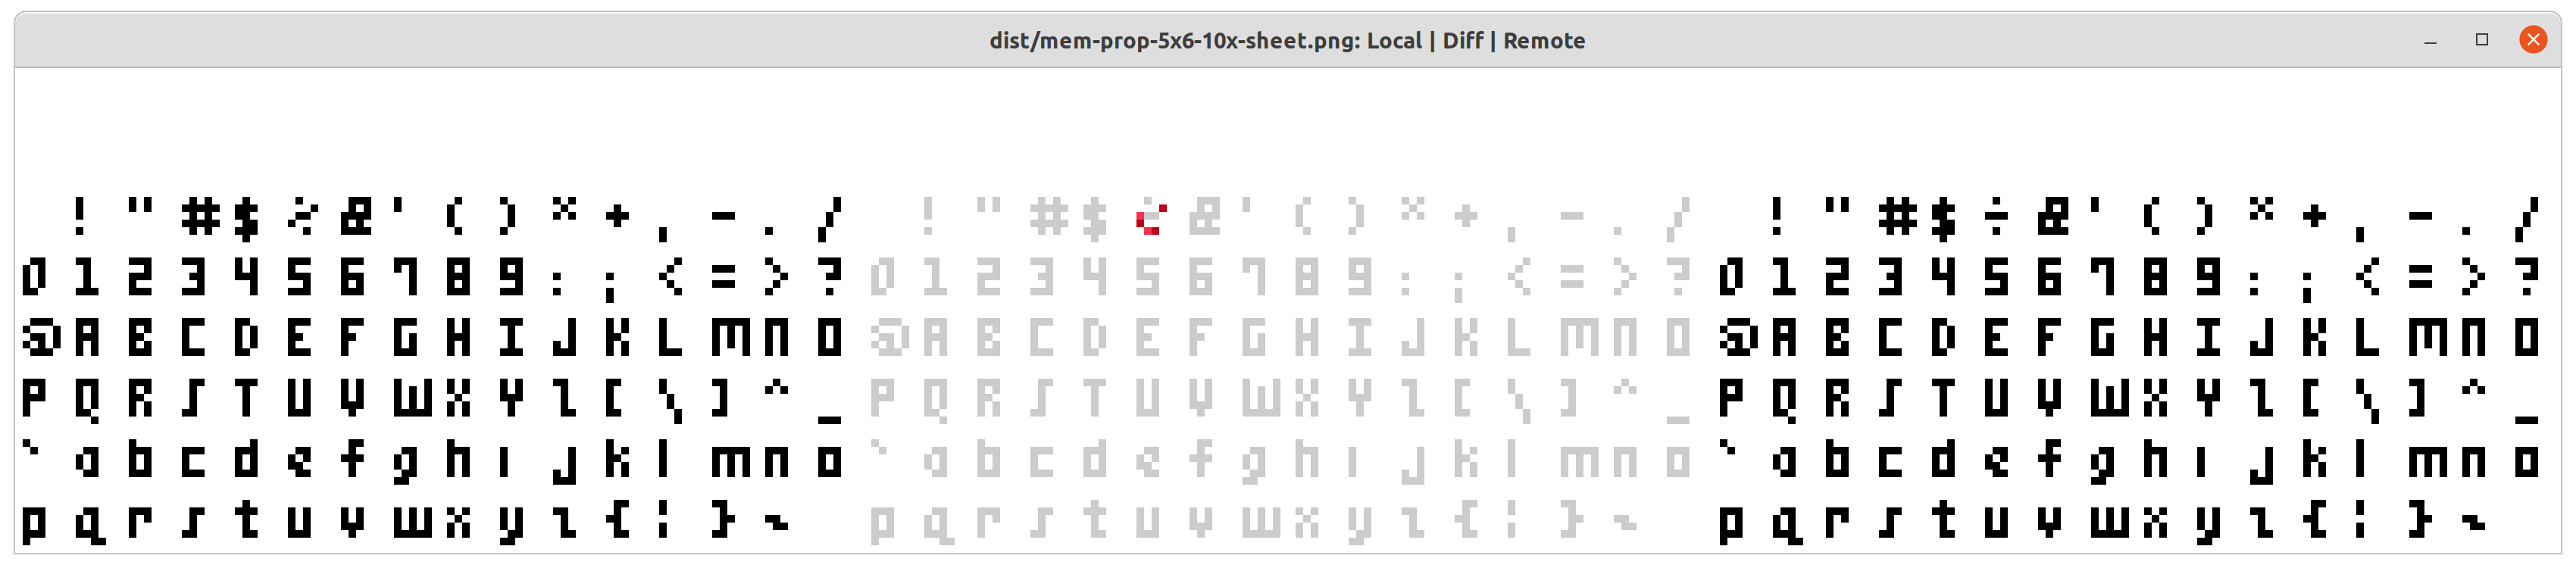 dist/mem-prop-5x6-10x-sheet.png: Local | Diff | Remote
! " # $ % & ' ( ) * + , - . / ! " # $ % & ' ( ) * + , - . / ! " # $ ÷ & ' ( ) * + , - . /
0 1 2 3 4 5 6 7 8 9 : ; < = > ? 0 1 2 3 4 5 6 7 8 9 : ; < = > ? 0 1 2 3 4 5 6 7 8 9 : ; < = > ?
@ A B C D E F G H I J K L M N O @ A B C D E F G H I J K L M N O @ A B C D E F G H I J K L M N O
P Q R S T U V W X Y Z [ \ ] ^ _ P Q R S T U V W X Y Z [ \ ] ^ _ P Q R S T U V W X Y Z [ \ ] ^ _
` a b c d e f g h i j k l m n o ` a b c d e f g h i j k l m n o ` a b c d e f g h i j k l m n o
p q r s t u v w x y z { | } ~ p q r s t u v w x y z { | } ~ p q r s t u v w x y z { | } ~